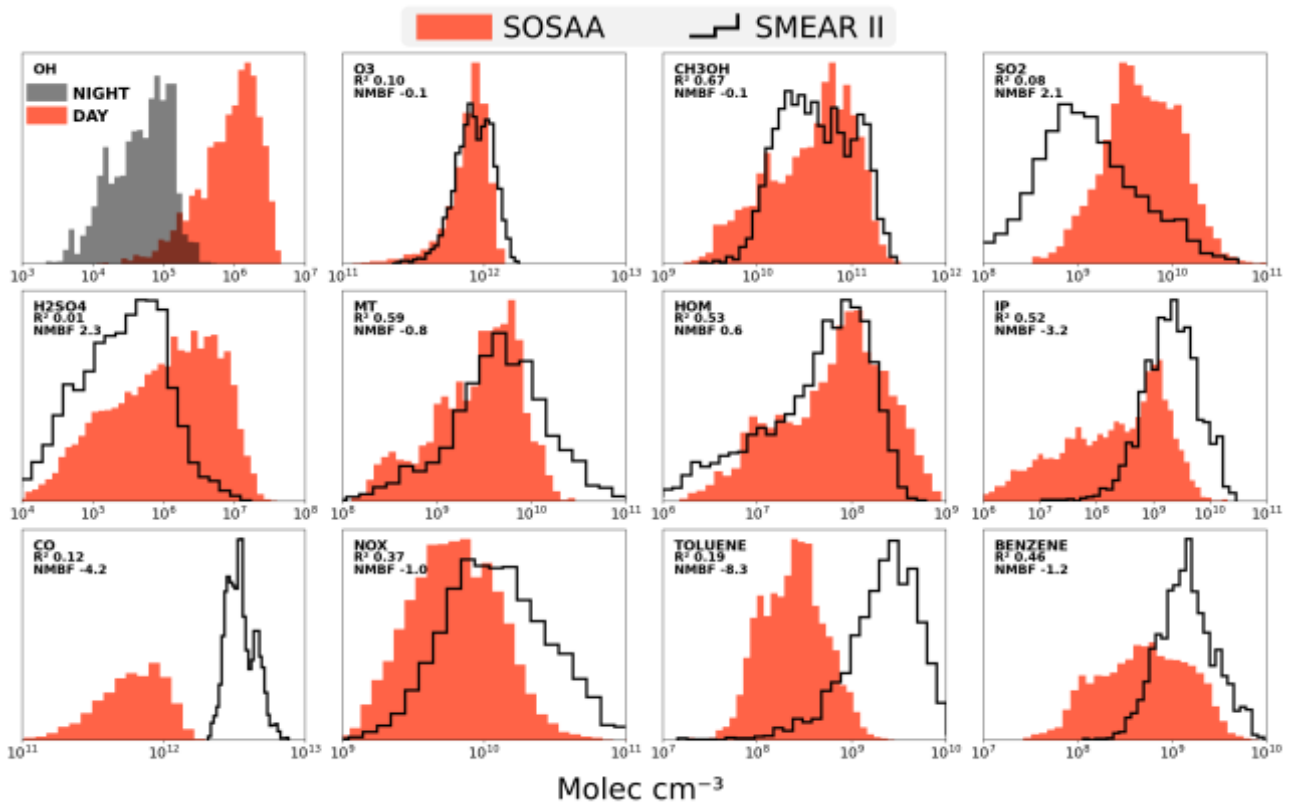 SOSAA SMEAR II
OH
NIGHT
DAY
10³ 10⁴ 10⁵ 10⁶ 10⁷
O3
R² 0.10
NMBF -0.1
10¹¹ 10¹² 10¹³
CH3OH
R² 0.67
NMBF -0.1
10⁹ 10¹⁰ 10¹¹ 10¹²
SO2
R² 0.08
NMBF 2.1
10⁸ 10⁹ 10¹⁰ 10¹¹
H2SO4
R² 0.01
NMBF 2.3
10⁴ 10⁵ 10⁶ 10⁷ 10⁸
MT
R² 0.59
NMBF -0.8
10⁸ 10⁹ 10¹⁰ 10¹¹
HOM
R² 0.53
NMBF 0.6
10⁶ 10⁷ 10⁸ 10⁹
IP
R² 0.52
NMBF -3.2
10⁶ 10⁷ 10⁸ 10⁹ 10¹⁰ 10¹¹
CO
R² 0.12
NMBF -4.2
10¹¹ 10¹² 10¹³
NOX
R² 0.37
NMBF -1.0
10⁹ 10¹⁰ 10¹¹
TOLUENE
R² 0.19
NMBF -8.3
10⁷ 10⁸ 10⁹ 10¹⁰
BENZENE
R² 0.46
NMBF -1.2
10⁷ 10⁸ 10⁹ 10¹⁰
Molec cm⁻³